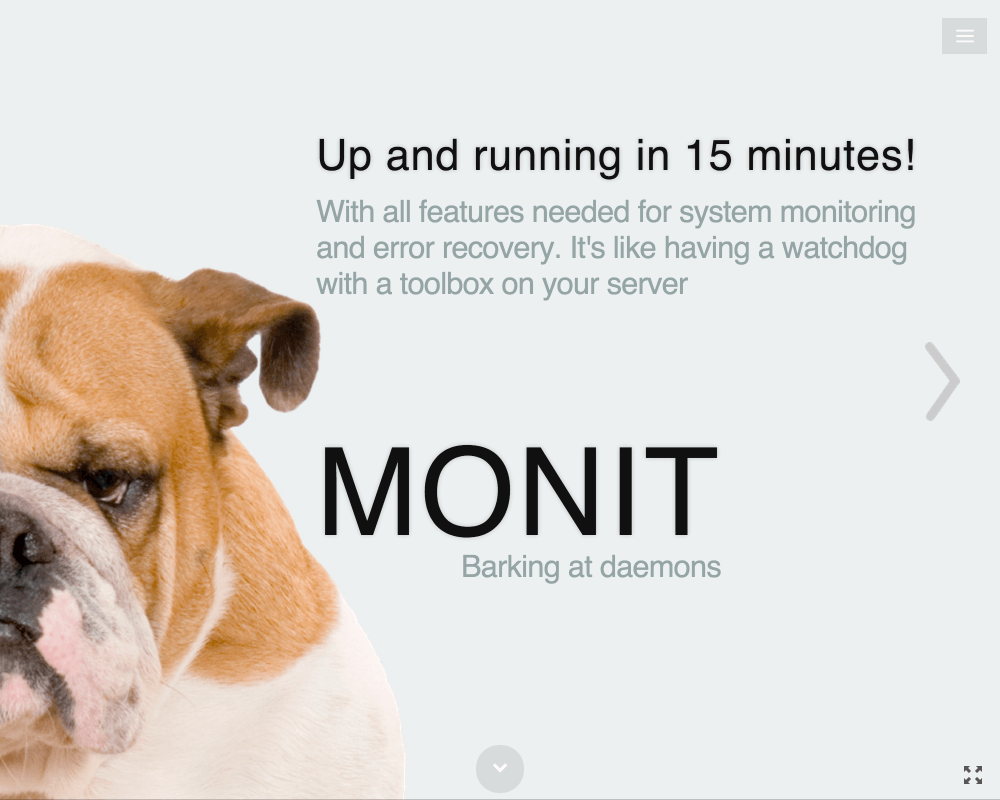 Up and running in 15 minutes!
With all features needed for system monitoring
and error recovery. It's like having a watchdog
with a toolbox on your server
MONIT
Barking at daemons